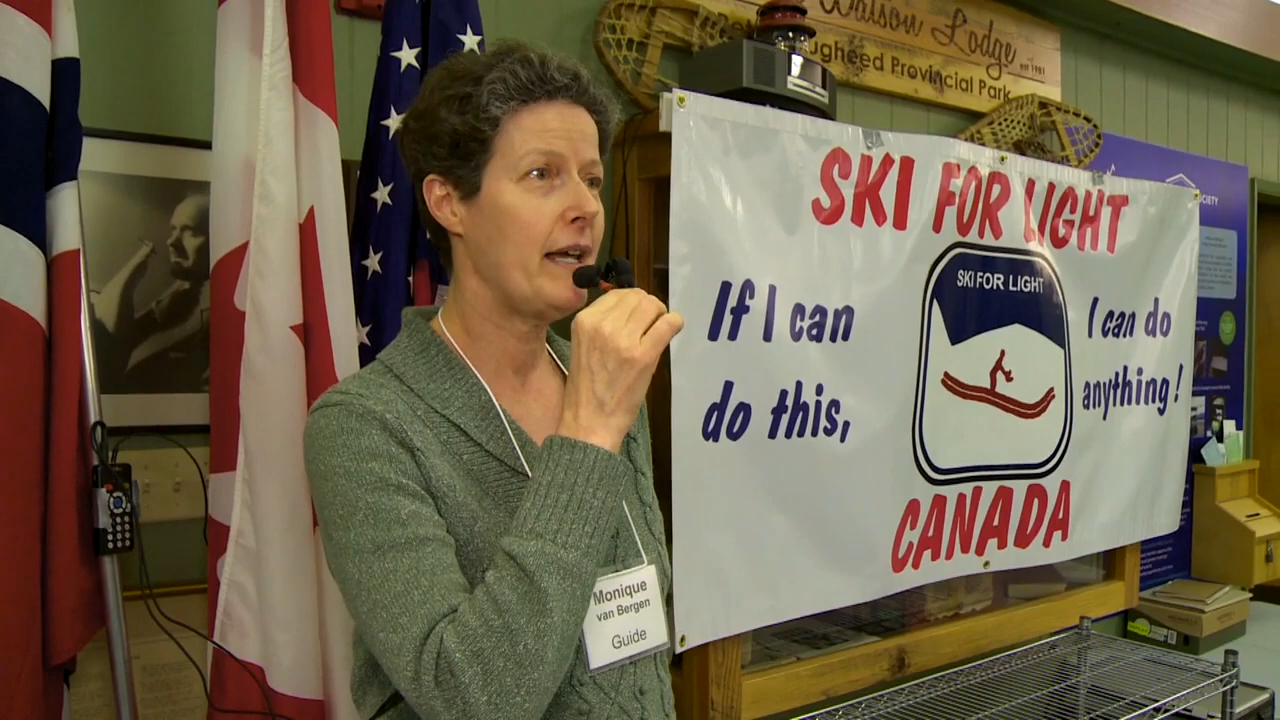 Watson Lodge
ugheed Provincial Park
est 1981
SKI FOR LIGHT
If I can
do this,
SKI FOR LIGHT
I can do
anything!
CANADA
Monique
van Bergen
Guide